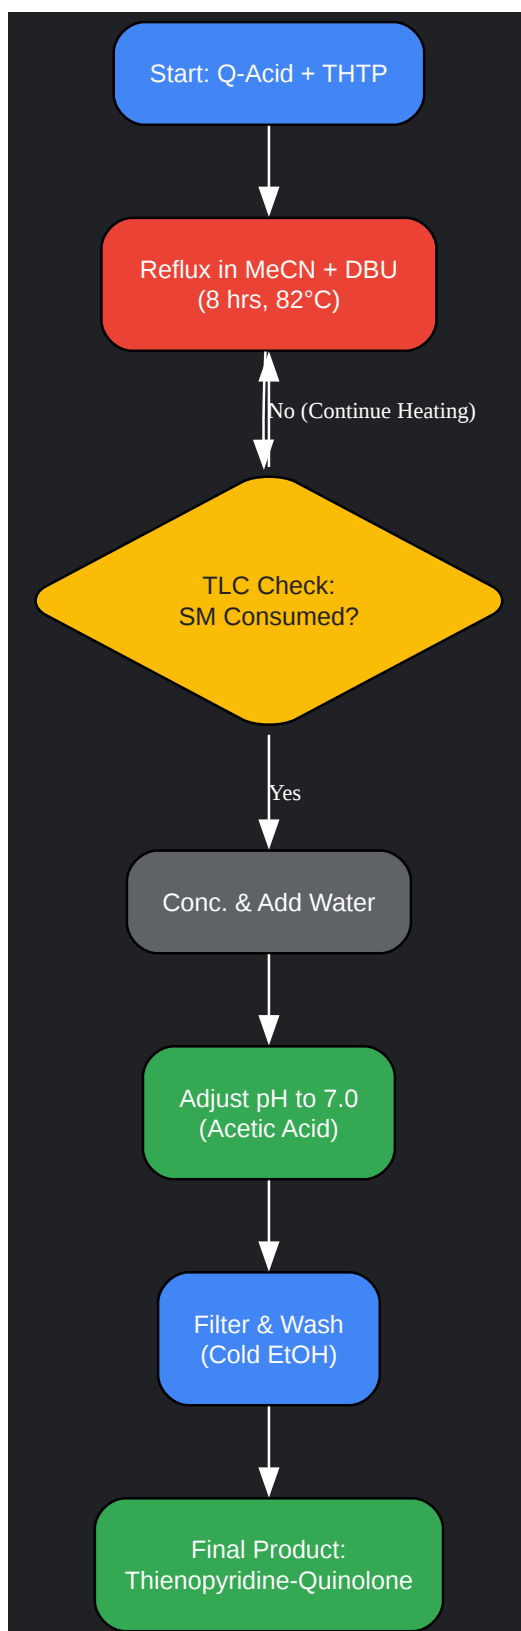 Start: Q-Acid + THTP
Reflux in MeCN + DBU
(8 hrs, 82°C)
No (Continue Heating)
TLC Check:
SM Consumed?
Yes
Conc. & Add Water
Adjust pH to 7.0
(Acetic Acid)
Filter & Wash
(Cold EtOH)
Final Product:
Thienopyridine-Quinolone